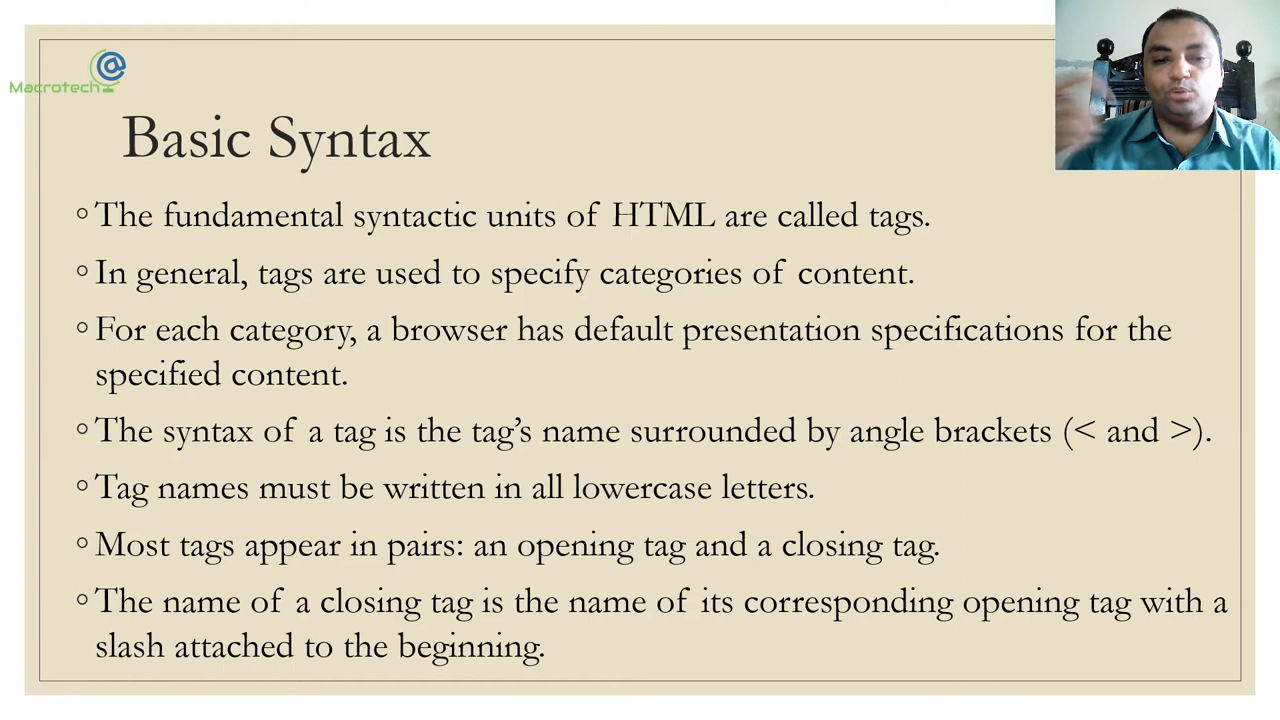 @
Macrotech
Basic Syntax
The fundamental syntactic units of HTML are called tags.
In general, tags are used to specify categories of content.
For each category, a browser has default presentation specifications for the
specified content.
The syntax of a tag is the tag’s name surrounded by angle brackets (< and >).
Tag names must be written in all lowercase letters.
Most tags appear in pairs: an opening tag and a closing tag.
The name of a closing tag is the name of its corresponding opening tag with a
slash attached to the beginning.